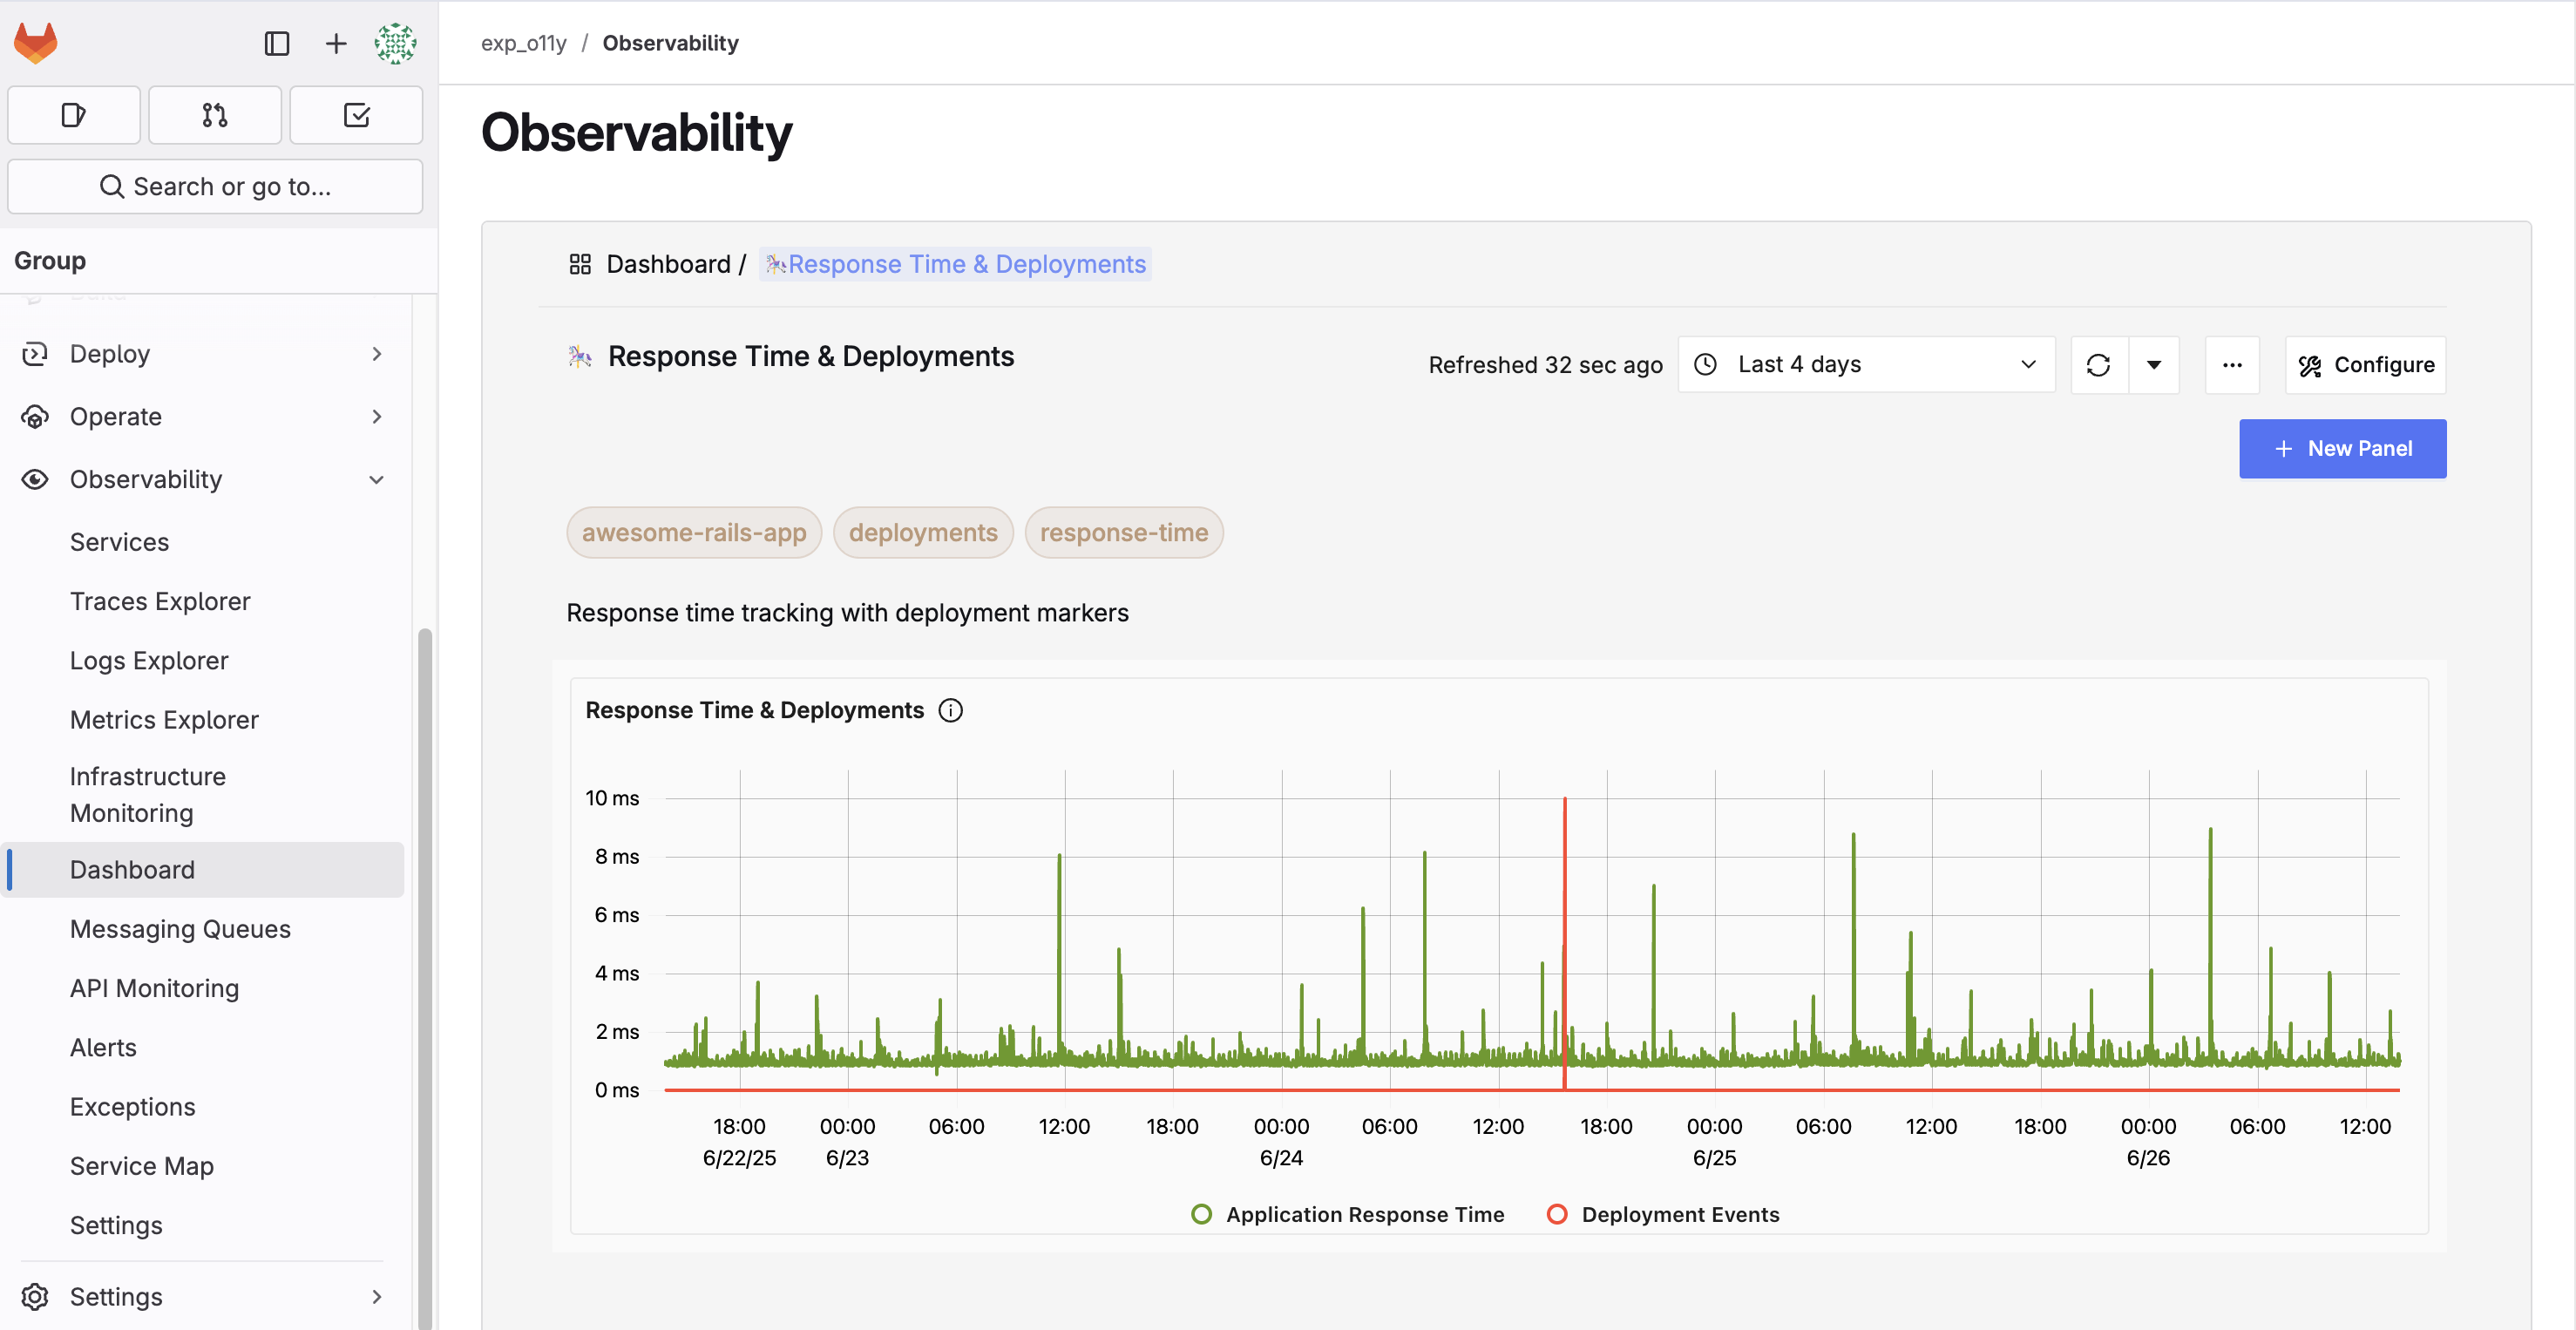 exp_o11y / Observability
Search or go to...
Group
Deploy
Operate
Observability
Services
Traces Explorer
Logs Explorer
Metrics Explorer
Infrastructure
Monitoring
Dashboard
Messaging Queues
API Monitoring
Alerts
Exceptions
Service Map
Settings
Settings
Observability
Dashboard / Response Time & Deployments
Response Time & Deployments
Refreshed 32 sec ago
Last 4 days
Configure
New Panel
awesome-rails-app deployments response-time
Response time tracking with deployment markers
Response Time & Deployments
10 ms
8 ms
6 ms
4 ms
2 ms
0 ms
18:00 00:00 06:00 12:00 18:00 00:00 06:00 12:00 18:00 00:00 06:00 12:00 18:00 00:00 06:00 12:00
6/22/25 6/23 6/24 6/25 6/26
Application Response Time Deployment Events